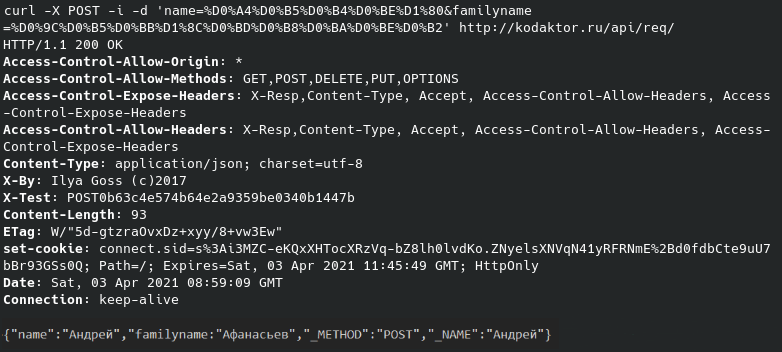 curl -X POST -i -d 'name=%D0%A4%D0%B5%D0%B4%D0%BE%D1%80&familyname
=%D0%9C%D0%B5%D0%BB%D1%8C%D0%BD%D0%B8%D0%BA%D0%BE%D0%B2' http://kodaktor.ru/api/req/
HTTP/1.1 200 OK
Access-Control-Allow-Origin: *
Access-Control-Allow-Methods: GET,POST,DELETE,PUT,OPTIONS
Access-Control-Expose-Headers: X-Resp,Content-Type, Accept, Access-Control-Allow-Headers, Access
-Control-Expose-Headers
Access-Control-Allow-Headers: X-Resp,Content-Type, Accept, Access-Control-Allow-Headers, Access-
Control-Expose-Headers
Content-Type: application/json; charset=utf-8
X-By: Ilya Goss (c)2017
X-Test: POST0b63c4e574b64e2a9359be0340b1447b
Content-Length: 93
ETag: W/"5d-gtzraOvxDz+xyy/8+vw3Ew"
set-cookie: connect.sid=s%3Ai3MZC-eKQxXHTocXRzVq-bZ8lh0lvdKo.ZNyelsXNVqN41yRFRNmE%2Bd0fdbCte9uU7
bBr93GSs0Q; Path=/; Expires=Sat, 03 Apr 2021 11:45:49 GMT; HttpOnly
Date: Sat, 03 Apr 2021 08:59:09 GMT
Connection: keep-alive
{"name":"Андрей","familyname:"Афанасьев","_METHOD":"POST","_NAME":"Андрей"}